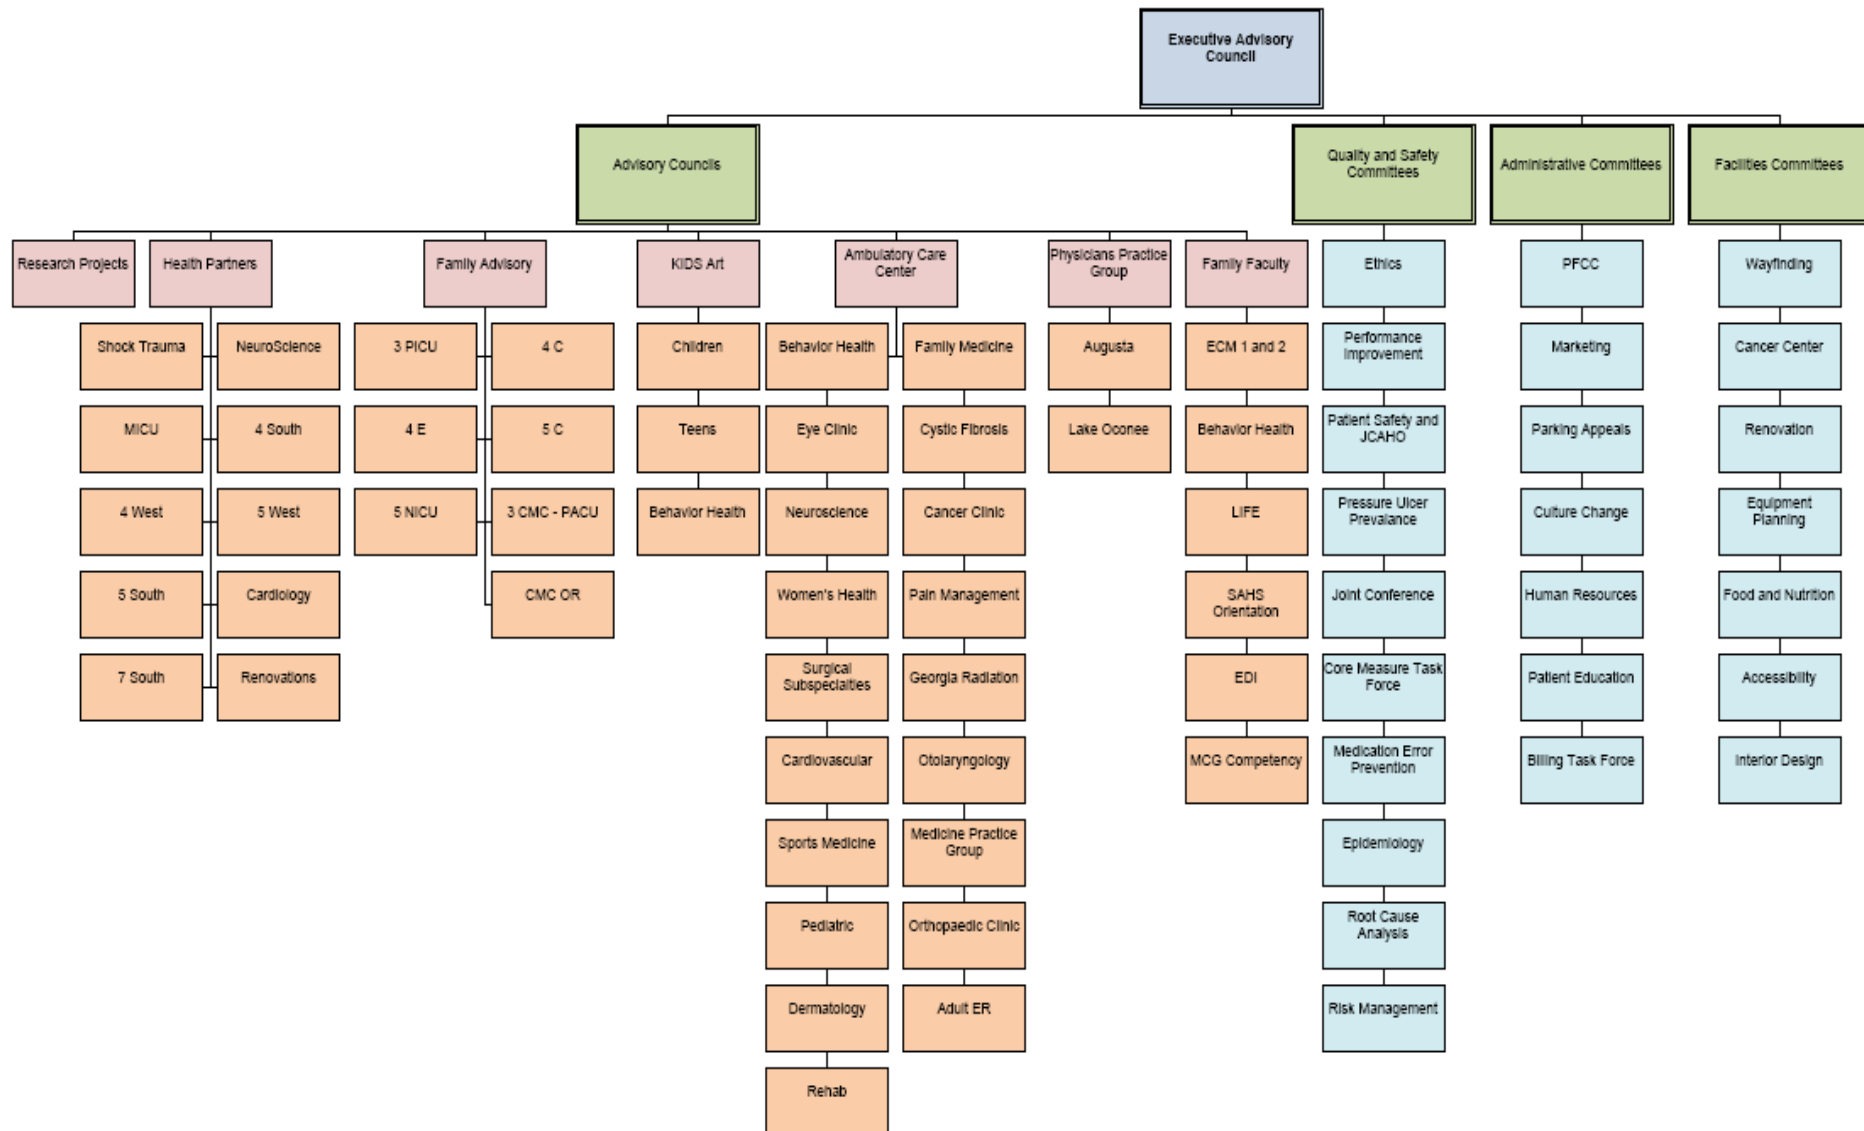 Executive Advisory
Council
Advisory Councils
Quality and Safety
Committees
Administrative Committees
Facilities Committees
Research Projects
Health Partners
Family Advisory
KIDS Art
Ambulatory Care
Center
Physicians Practice
Group
Family Faculty
Ethics
PFCC
Wayfinding
Shock Trauma
NeuroScience
3 PICU
4 C
Children
Behavior Health
Family Medicine
Augusta
ECM 1 and 2
Performance
Improvement
Marketing
Cancer Center
MICU
4 South
4 E
5 C
Teens
Eye Clinic
Cystic Fibrosis
Lake Oconee
Behavior Health
Patient Safety and
JCAHO
Parking Appeals
Renovation
4 West
5 West
5 NICU
3 CMC - PACU
Behavior Health
Neuroscience
Cancer Clinic
LIFE
Pressure Ulcer
Prevalance
Culture Change
Equipment
Planning
5 South
Cardiology
CMC OR
Women's Health
Pain Management
SAHS
Orientation
Joint Conference
Human Resources
Food and Nutrition
7 South
Renovations
Surgical
Subspecialties
Georgia Radiation
EDI
Core Measure Task
Force
Patient Education
Accessibility
Cardiovascular
Otolaryngology
MCG Competency
Medication Error
Prevention
Billing Task Force
Interior Design
Sports Medicine
Medicine Practice
Group
Epidemiology
Pediatric
Orthopaedic Clinic
Root Cause
Analysis
Dermatology
Adult ER
Risk Management
Rehab